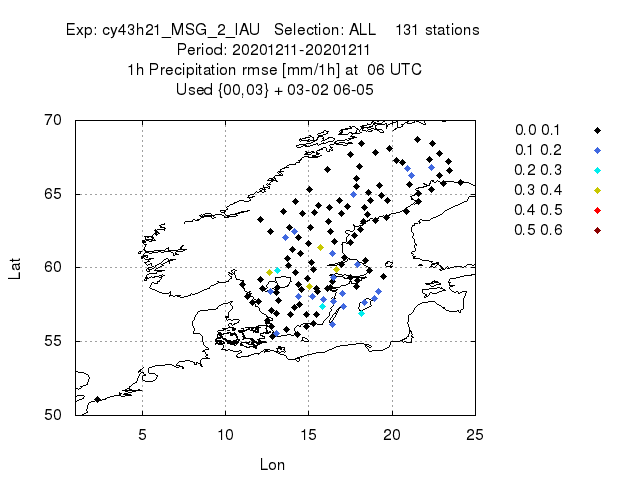 Exp: cy43h21_MSG_2_IAU Selection: ALL 131 stations
Period: 20201211-20201211
1h Precipitation rmse [mm/1h] at 06 UTC
Used {00,03} + 03-02 06-05
70
65
60
55
50
Lat
5
10
15
20
25
Lon
0.0 0.1
0.1 0.2
0.2 0.3
0.3 0.4
0.4 0.5
0.5 0.6